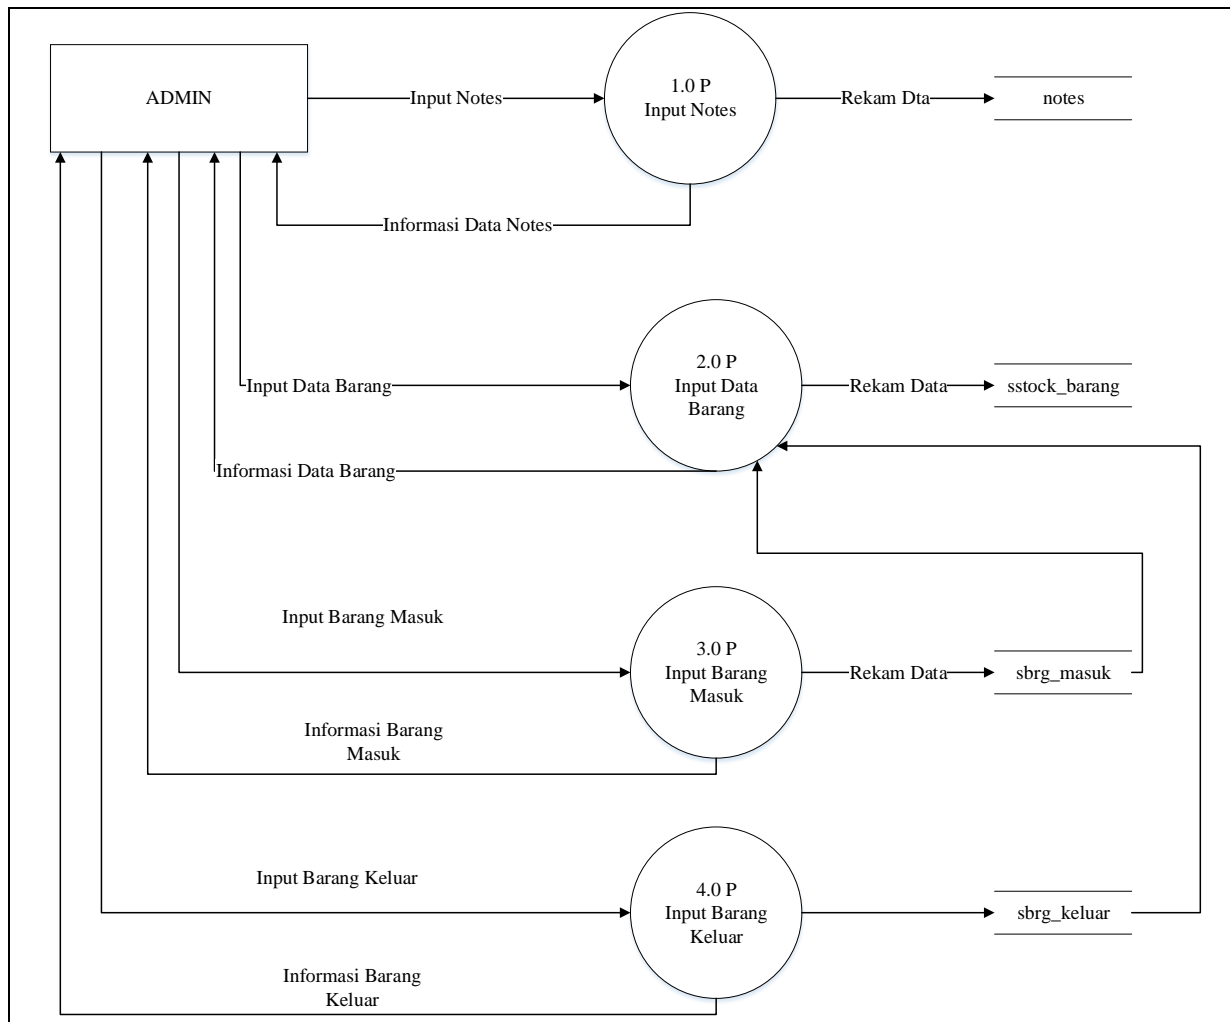 ADMIN
Input Notes
1.0 P
Input Notes
Rekam Dta
notes
Informasi Data Notes
Input Data Barang
2.0 P
Input Data
Barang
Rekam Data
sstock_barang
Informasi Data Barang
Input Barang Masuk
3.0 P
Input Barang
Masuk
Rekam Data
sbrg_masuk
Informasi Barang
Masuk
Input Barang Keluar
4.0 P
Input Barang
Keluar
sbrg_keluar
Informasi Barang
Keluar